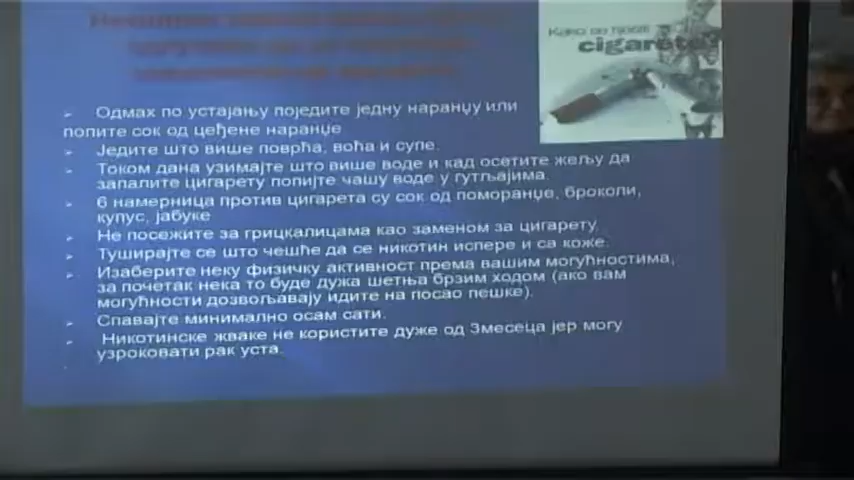 Како се
cigarete?
Одмах по устајању поједите једну наранџу или
попите сок од цеђене наранџе
Једите што више поврћа, воћа и супе.
Током дана узимајте што више воде и кад осетите жељу да
запалите цигарету попијте чашу воде у гутљајима.
6 намерница против цигарета су сок од поморанџе, броколи,
купус, јабуке
Не посежите за грицкалицама као заменом за цигарету.
Туширајте се што чешће да се никотин испере и са коже.
Изаберите неку физичку активност према вашим могућностима,
за почетак нека то буде дужа шетња брзим ходом (ако вам
могућности дозвољавају идите на посао пешке).
Спавајте минимално осам сати.
Никотинске жваке не користите дуже од 3месеца јер могу
узроковати рак уста.